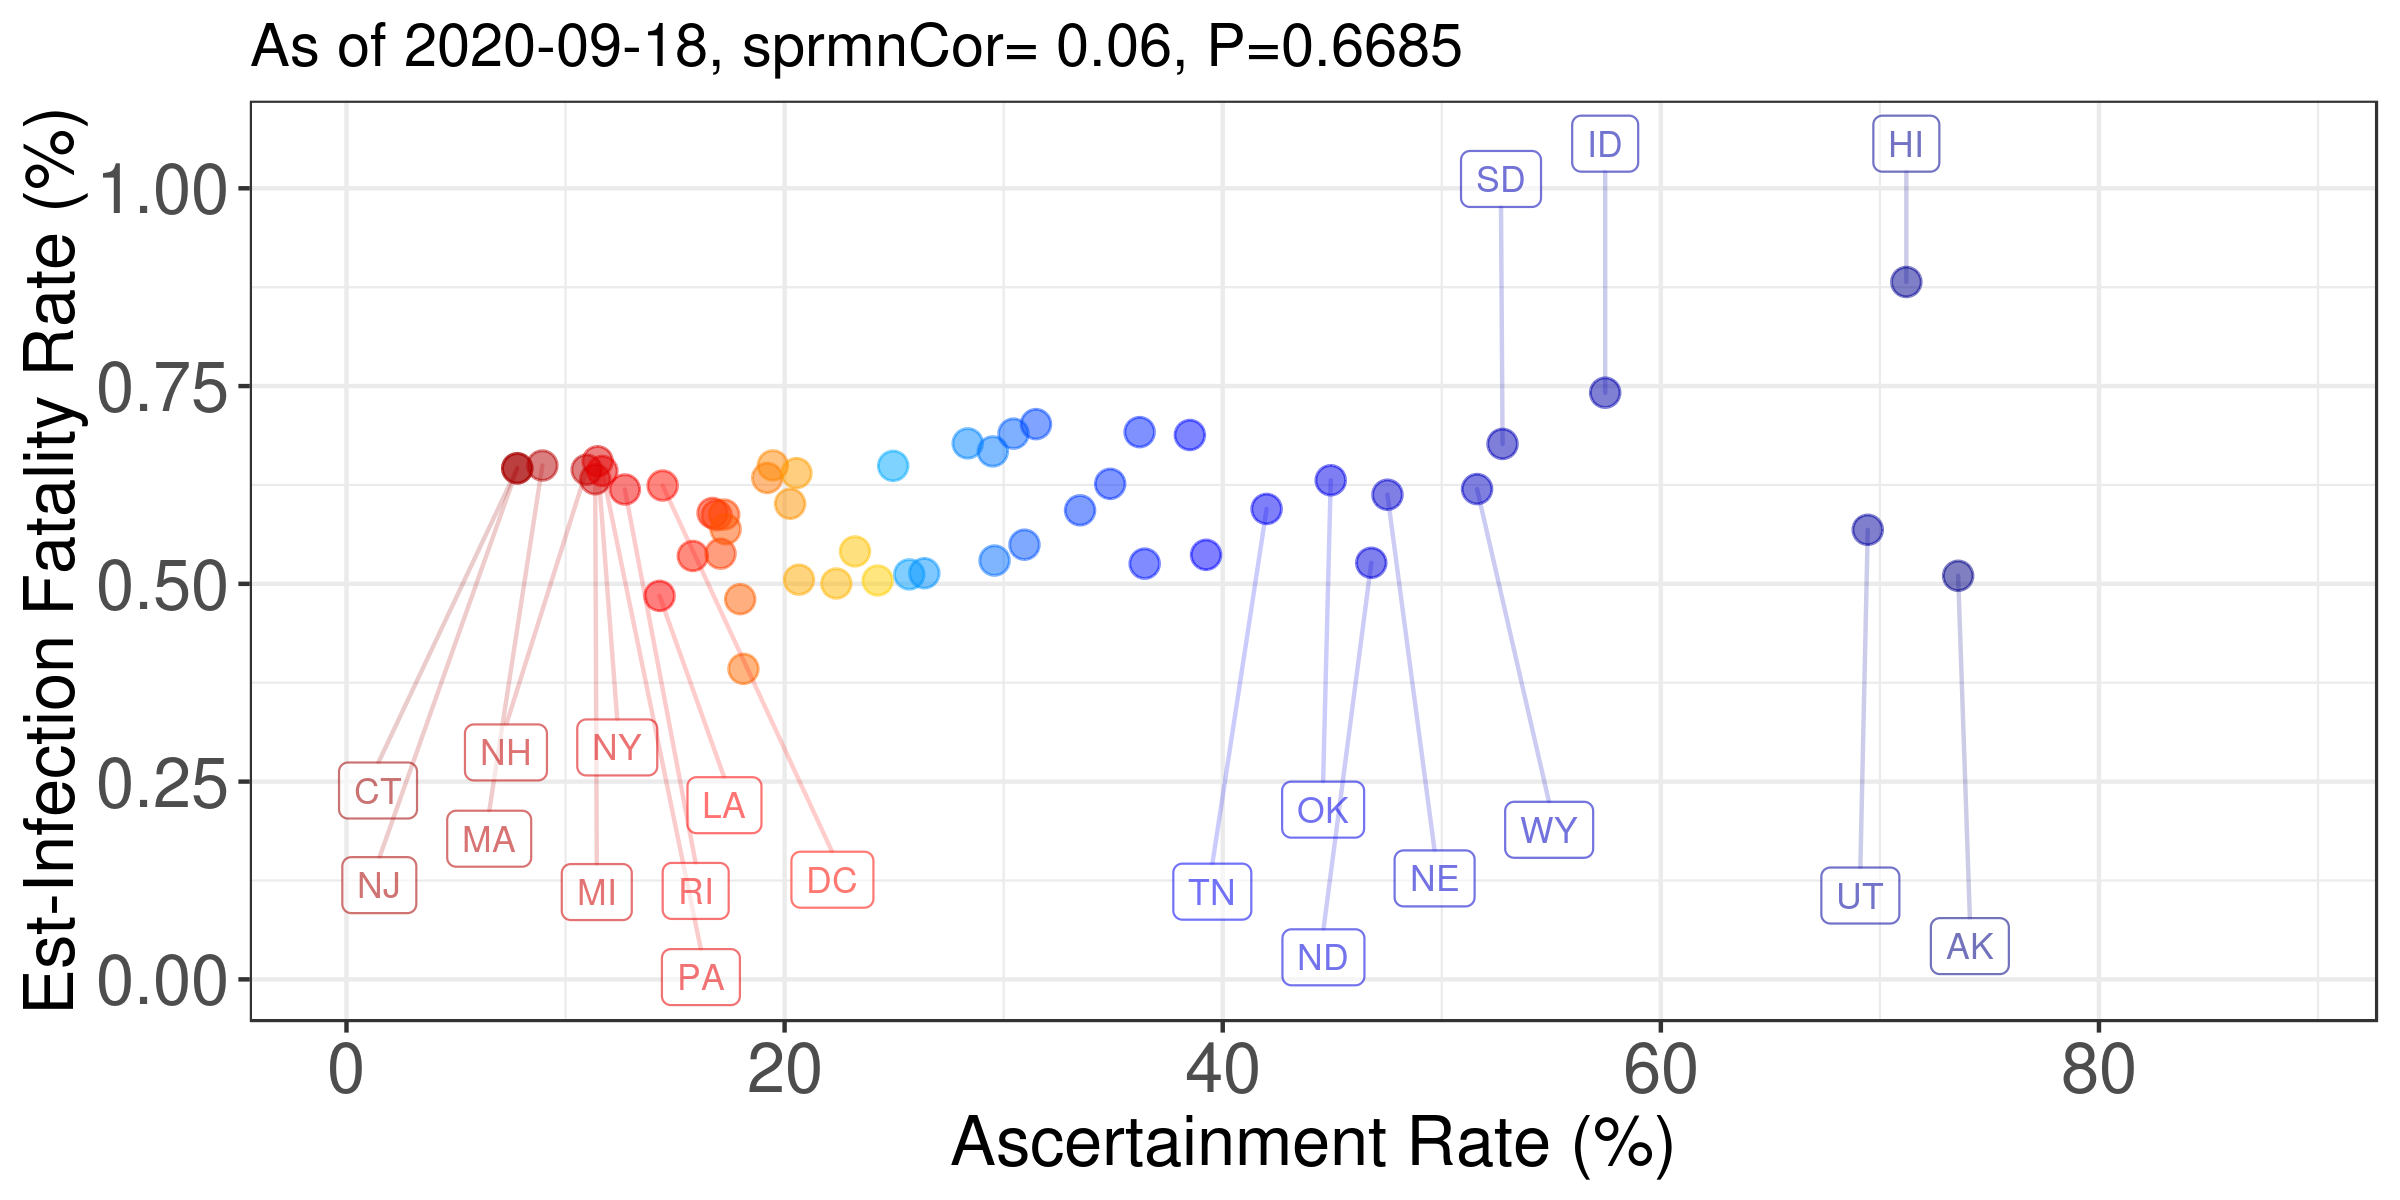 As of 2020-09-18, sprmnCor= 0.06, P=0.6685
Est-Infection Fatality Rate (%)
1.00
0.75
0.50
0.25
0.00
SD
ID
HI
CT
NJ
NH
MA
NY
MI
LA
RI
DC
PA
TN
OK
ND
NE
WY
UT
AK
0 20 40 60 80
Ascertainment Rate (%)